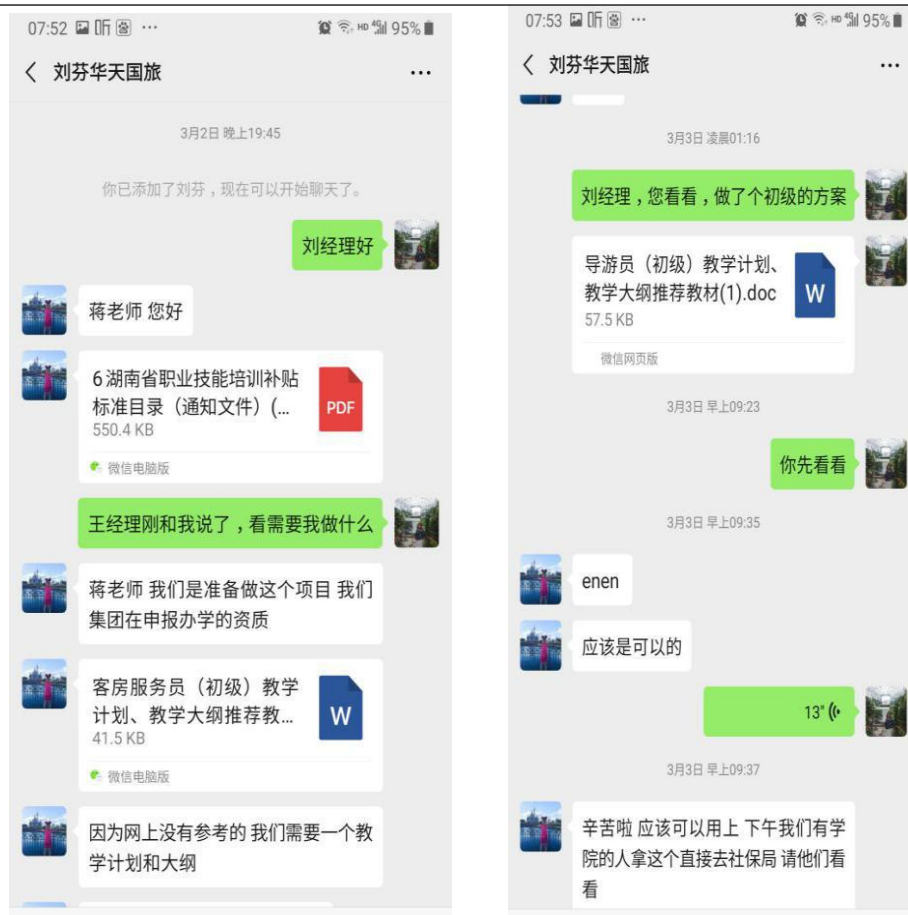 07:52 听 ... HD 4G 95%
刘芬华天国旅 ...
3月2日 晚上19:45
你已添加了刘芬，现在可以开始聊天了。
刘经理好
蒋老师 您好
6 湖南省职业技能培训补贴
标准目录（通知文件）(...
550.4 KB
PDF
微信电脑版
王经理刚和我说了，看需要我做什么
蒋老师 我们是准备做这个项目 我们
集团在申报办学的资质
客房服务员（初级）教学
计划、教学大纲推荐教...
41.5 KB
W
微信电脑版
因为网上没有参考的 我们需要一个教
学计划和大纲
07:53 听 ... HD 4G 95%
刘芬华天国旅 ...
3月3日 凌晨01:16
刘经理，您看看，做了个初级的方案
导游员（初级）教学计划、
教学大纲推荐教材(1).doc
57.5 KB
W
微信网页版
3月3日 早上09:23
你先看看
3月3日 早上09:35
enen
应该是可以的
13"
3月3日 早上09:37
辛苦啦 应该可以用上 下午我们有学
院的人拿这个直接去社保局 请他们看
看